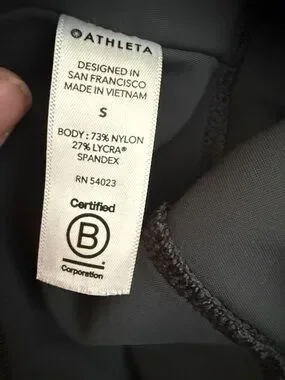 ATHLETA
DESIGNED IN
SAN FRANCISCO
MADE IN VIETNAM
S
BODY: 73% NYLON
27% LYCRA® 
SPANDEX
RN 54023
Certified
B
Corporation